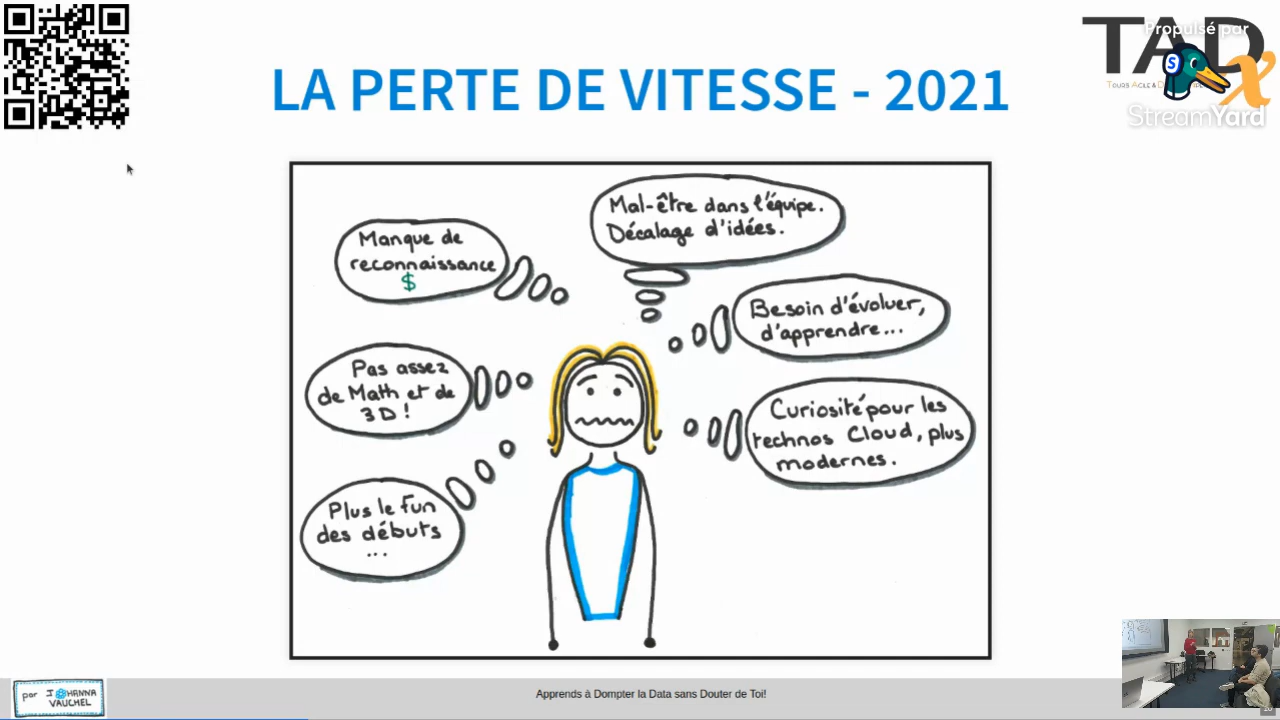 LA PERTE DE VITESSE - 2021
TAD
Propulsé par
S
StreamYard
Manque de
reconnaissance
$
Mal-être dans l'équipe.
Décalage d'idées.
Besoin d'évoluer,
d'apprendre...
Pas assez
de Math et de
3D !
Curiosité pour les
technos Cloud, plus
modernes.
Plus le fun
des débuts
...
par JOHANNA
VAUCHEL
Apprends à Dompter la Data sans Douter de Toi!